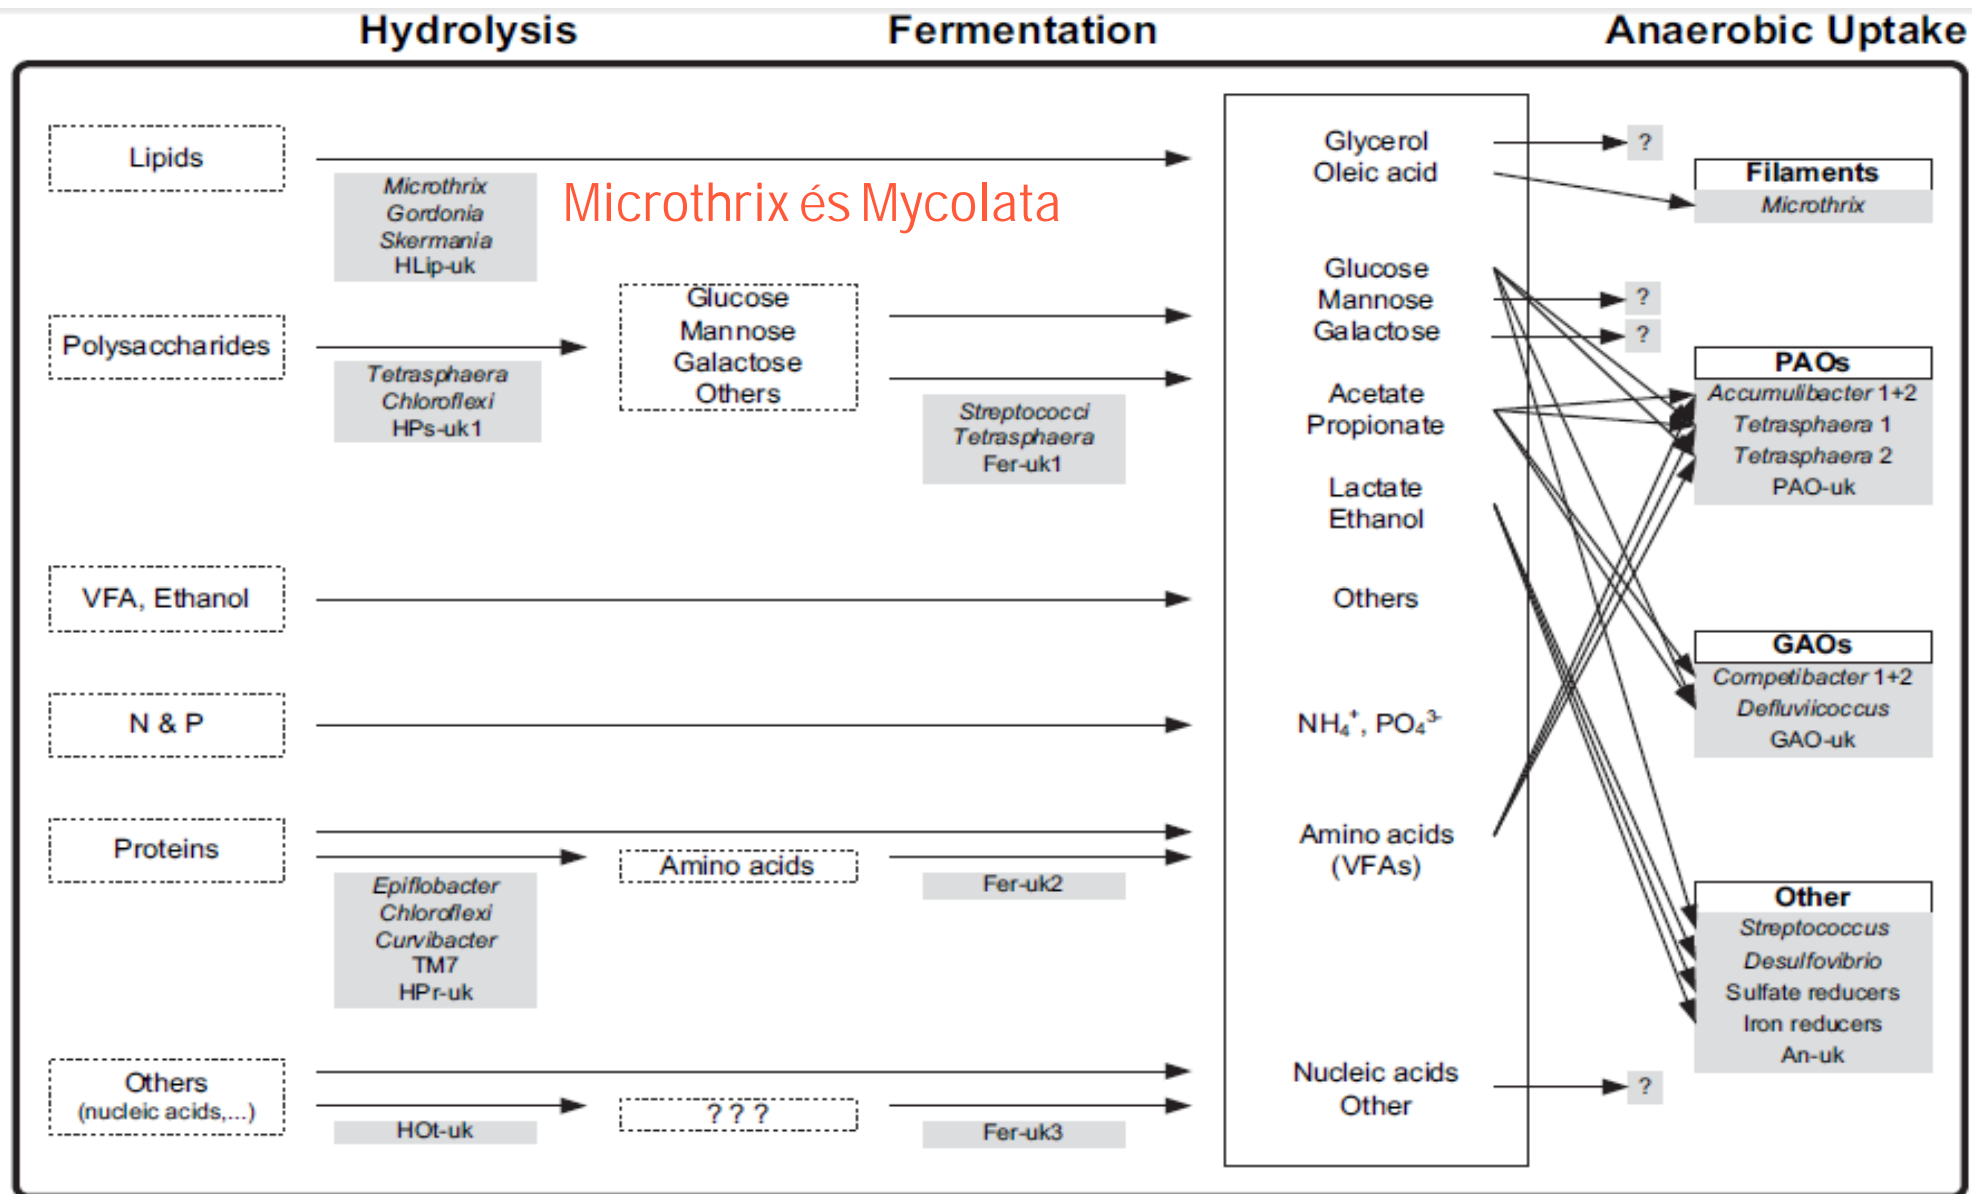 Hydrolysis
Fermentation
Anaerobic Uptake
Lipids
Microthrix
Gordonia
Skermania
HLip-uk
Microthrix és Mycolata
Polysaccharides
Tetrasphaera
Chloroflexi
HPs-uk1
Glucose
Mannose
Galactose
Others
Streptococci
Tetrasphaera
Fer-uk1
VFA, Ethanol
N & P
Proteins
Epiflobacter
Chloroflexi
Curvibacter
TM7
HPr-uk
Amino acids
Fer-uk2
Others
(nucleic acids,...)
HOt-uk
? ? ?
Fer-uk3
Glycerol
Oleic acid
Glucose
Mannose
Galactose
Acetate
Propionate
Lactate
Ethanol
Others
NH₄⁺, PO₄³⁻
Amino acids
(VFAs)
Nucleic acids
Other
?
Filaments
Microthrix
?
?
PAOs
Accumulibacter 1+2
Tetrasphaera 1
Tetrasphaera 2
PAO-uk
GAOs
Competibacter 1+2
Defluviicoccus
GAO-uk
Other
Streptococcus
Desulfovibrio
Sulfate reducers
Iron reducers
An-uk
?